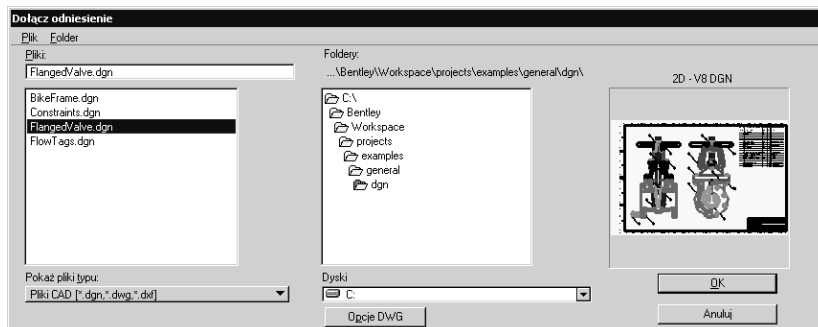 Dołącz odniesienie
Plik Folder
Pliki:
FlangedValve.dgn
BikeFrame.dgn
Constraints.dgn
FlangedValve.dgn
FlowTags.dgn
Pokaż pliki typu:
Pliki CAD [*.dgn,*.dwg,*.dxf]
Foldery:
...\Bentley\Workspace\projects\examples\general\dgn\
C:\
Bentley
Workspace
projects
examples
general
dgn
Dyski
C:
Opcje DWG
2D - V8 DGN
OK
Anuluj